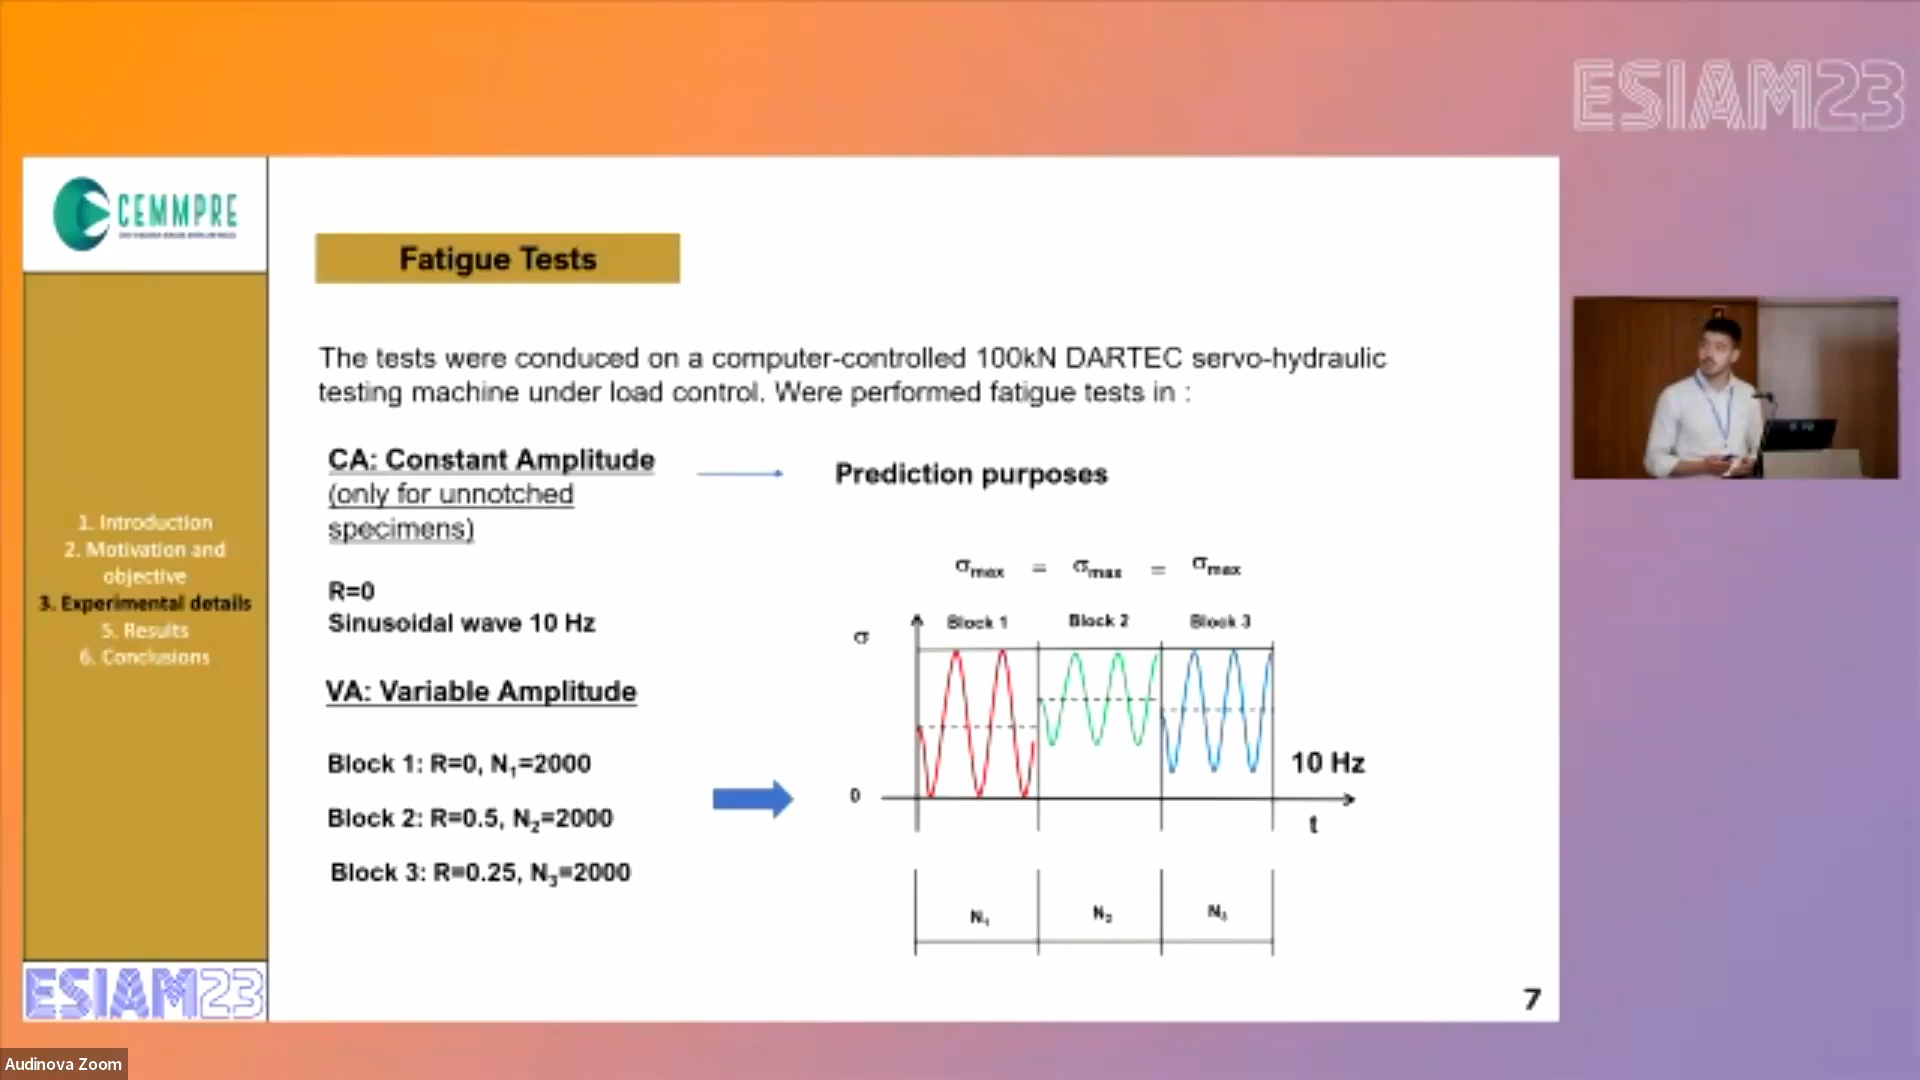 ESIAM23
CEMMPRE
Fatigue Tests
The tests were conduced on a computer-controlled 100kN DARTEC servo-hydraulic
testing machine under load control. Were performed fatigue tests in :
CA: Constant Amplitude
(only for unnotched
specimens)
Prediction purposes
R=0
Sinusoidal wave 10 Hz
VA: Variable Amplitude
Block 1: R=0, N₁=2000
Block 2: R=0.5, N₂=2000
Block 3: R=0.25, N₃=2000
σmax = σmax = σmax
Block 1 Block 2 Block 3
σ
0
10 Hz
t
N₁ N₂ N₃
1. Introduction
2. Motivation and
objective
3. Experimental details
5. Results
6. Conclusions
ESIAM23
7
Audinova Zoom